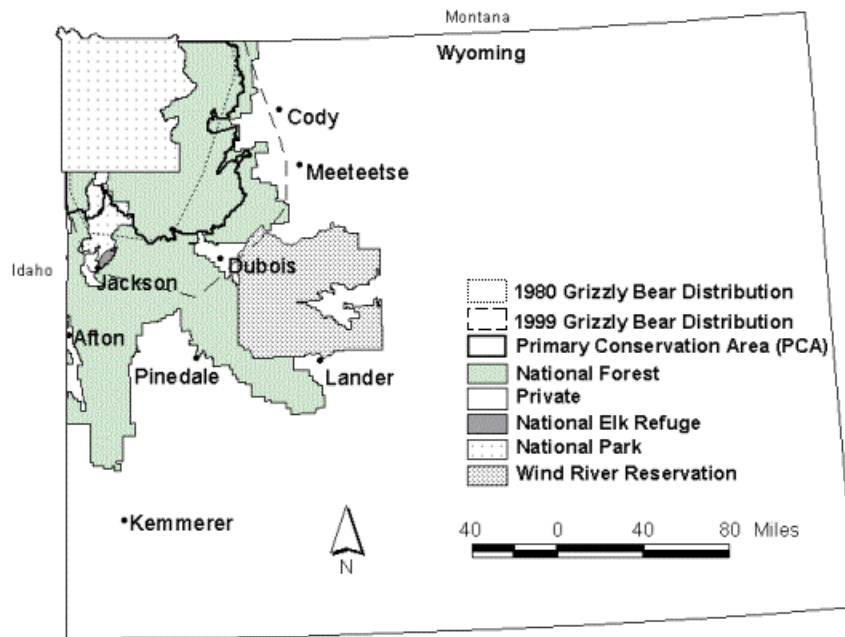 Montana
Wyoming
Cody
Meeteetse
Idaho
Dubois
Jackson
Afton
Pinedale
Lander
Kemmerer
1980 Grizzly Bear Distribution
1999 Grizzly Bear Distribution
Primary Conservation Area (PCA)
National Forest
Private
National Elk Refuge
National Park
Wind River Reservation
40 0 40 80 Miles
N